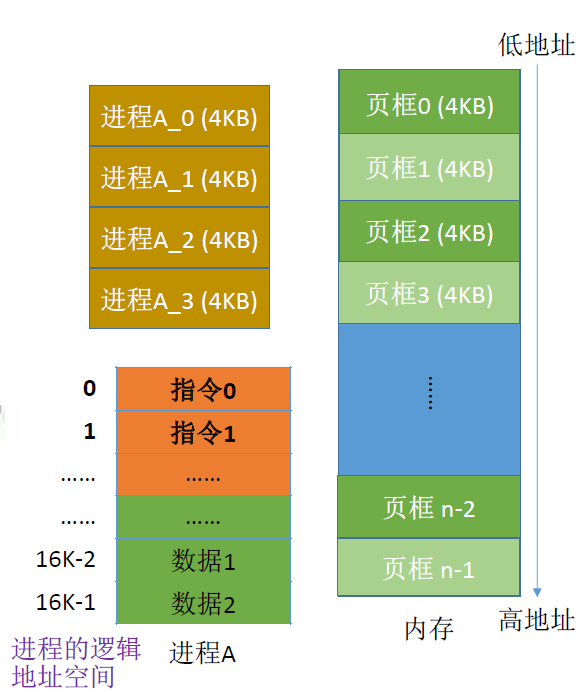 低地址
进程A_0 (4KB)
进程A_1 (4KB)
进程A_2 (4KB)
进程A_3 (4KB)
页框0 (4KB)
页框1 (4KB)
页框2 (4KB)
页框3 (4KB)
……
页框 n-2
页框 n-1
高地址
内存
0 指令0
1 指令1
…… ……
…… ……
16K-2 数据1
16K-1 数据2
进程的逻辑
地址空间
进程A